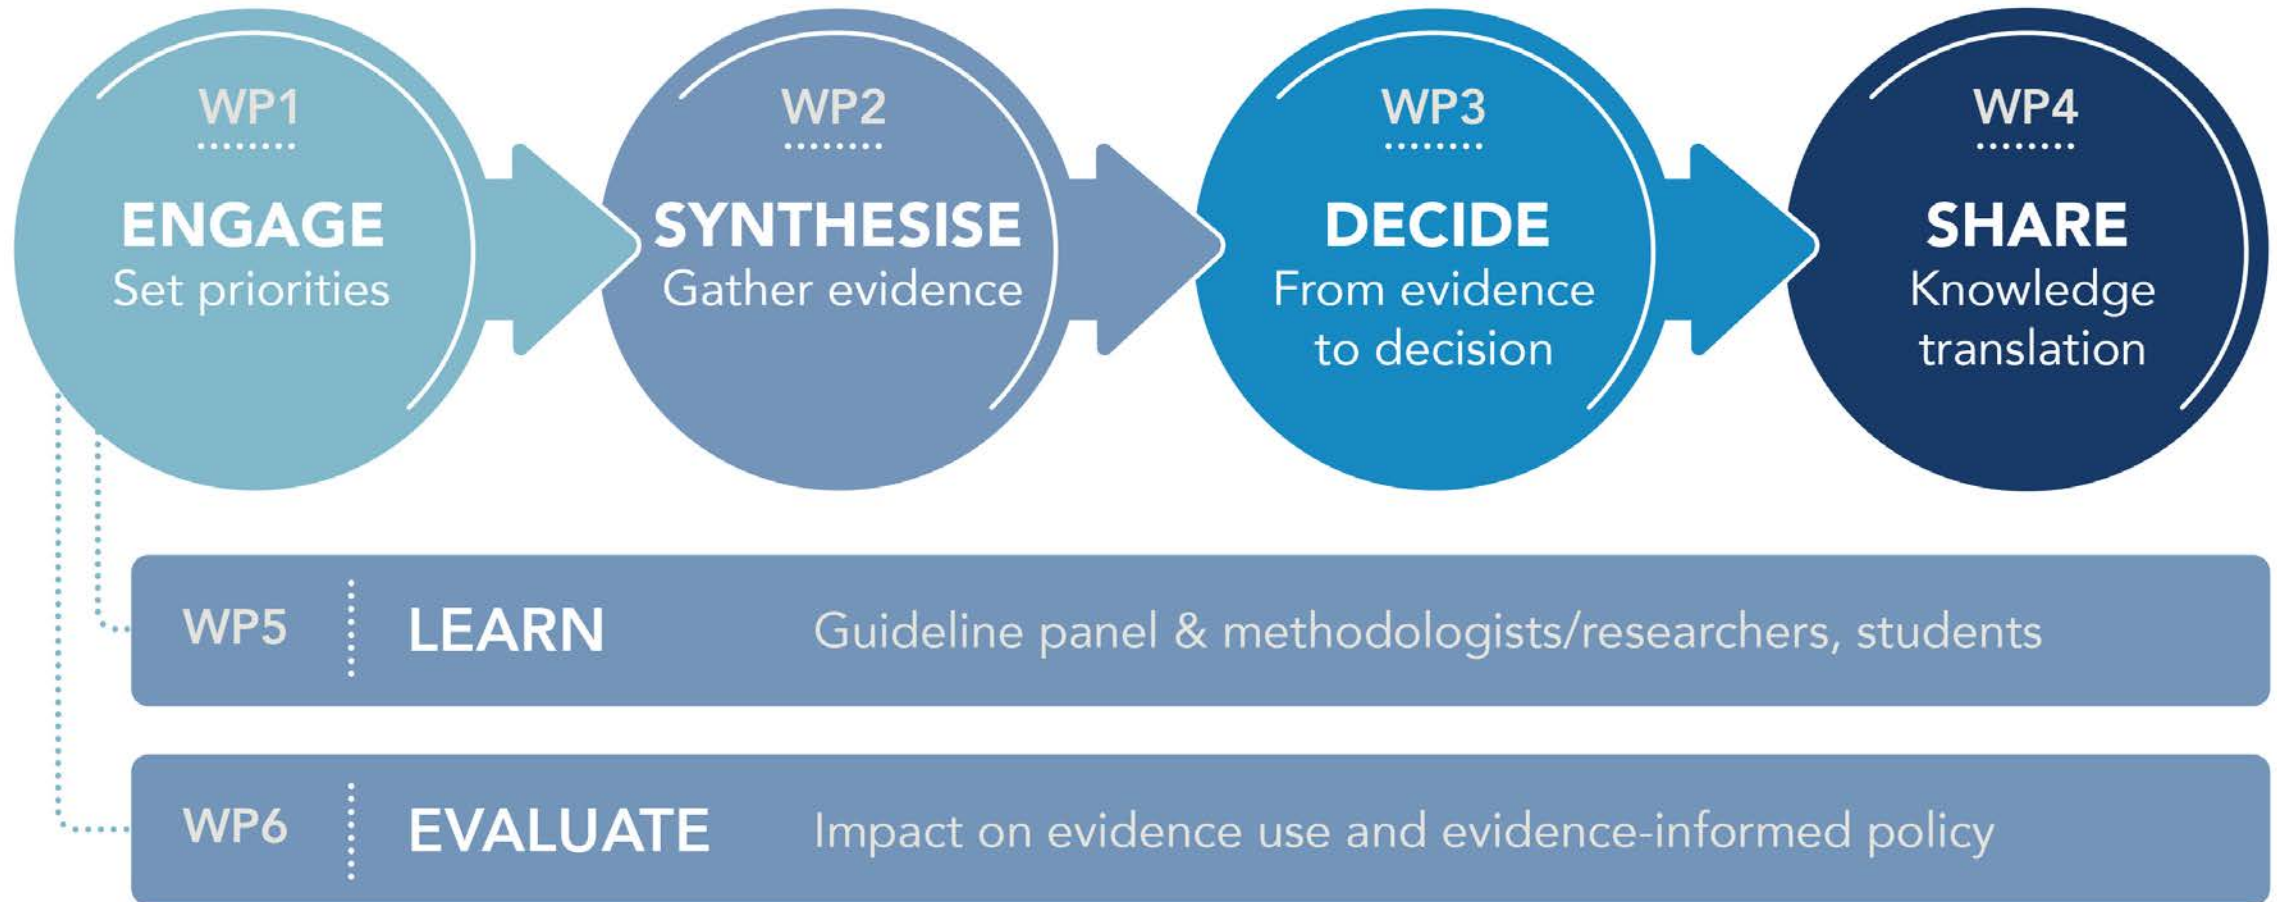 WP1
ENGAGE
Set priorities
WP2
SYNTHESISE
Gather evidence
WP3
DECIDE
From evidence
to decision
WP4
SHARE
Knowledge
translation
WP5
LEARN
Guideline panel & methodologists/researchers, students
WP6
EVALUATE
Impact on evidence use and evidence-informed policy